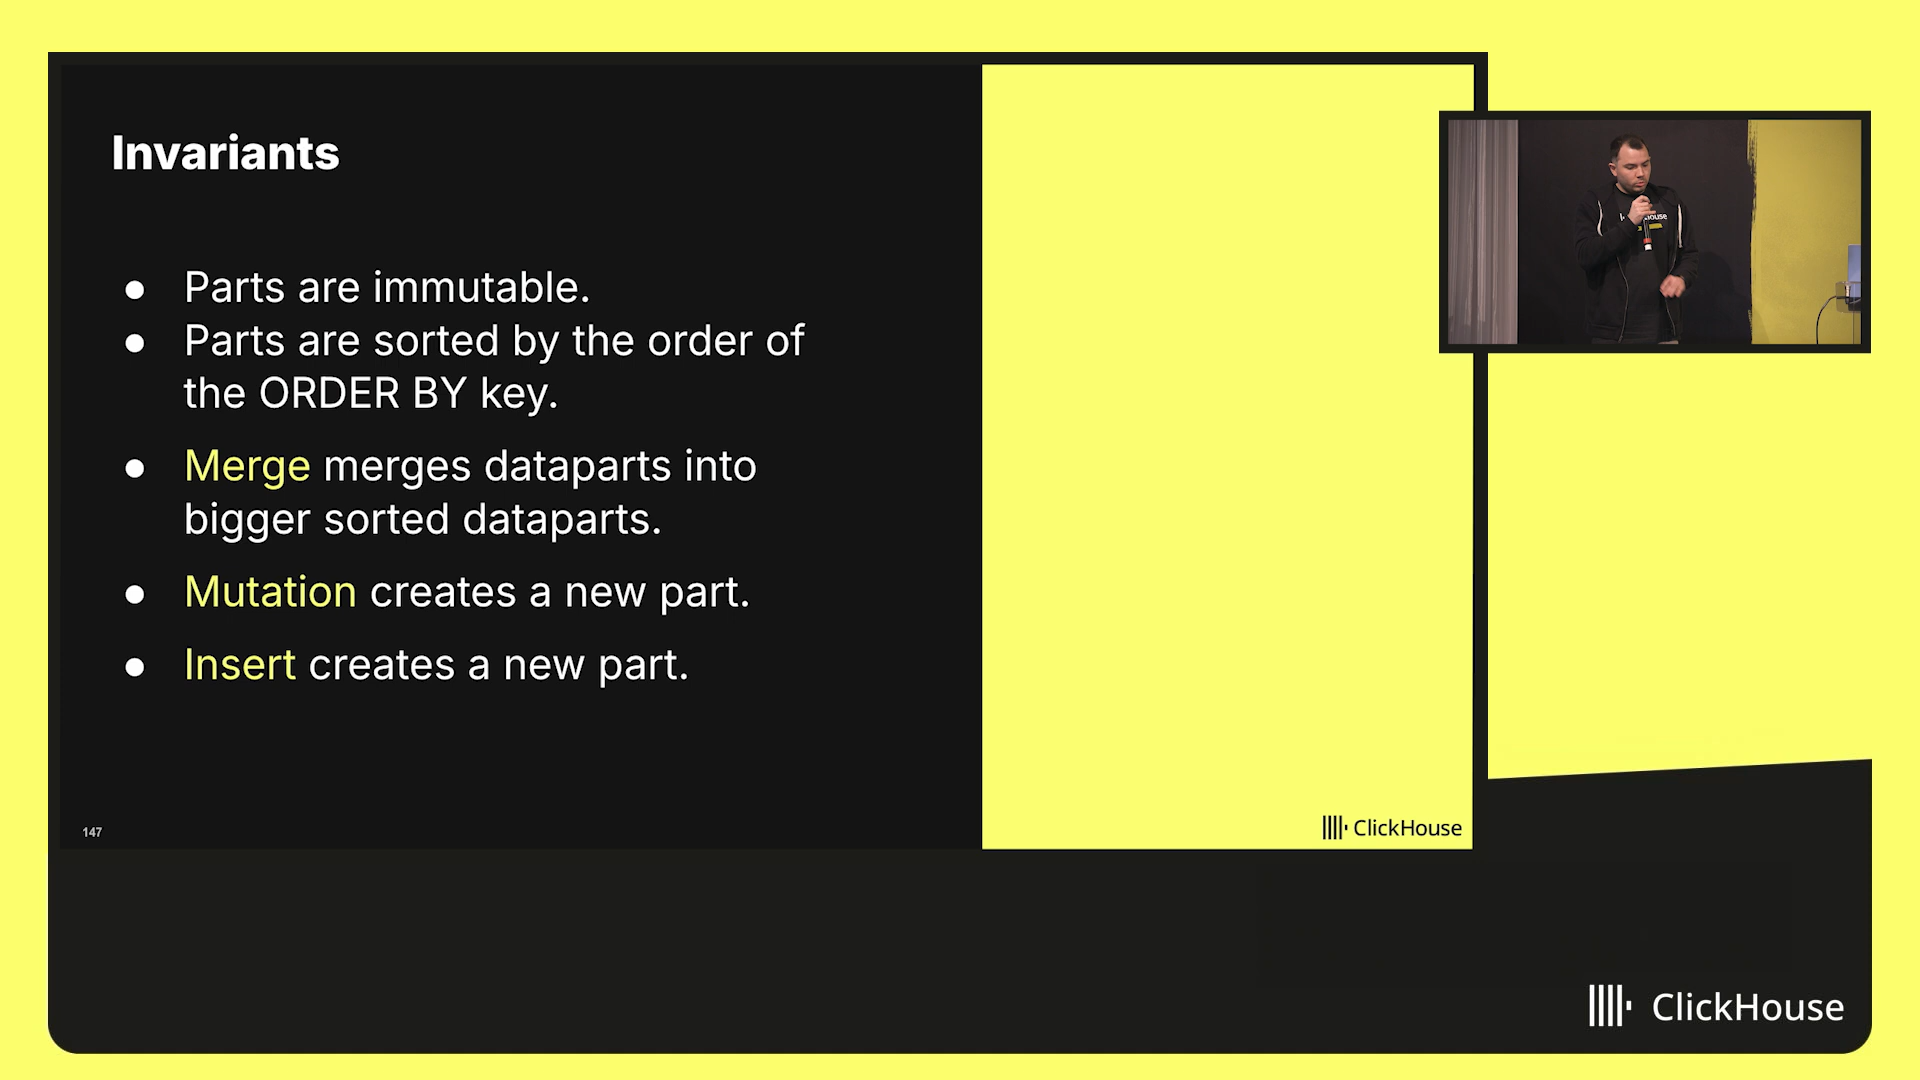 Invariants
● Parts are immutable.
● Parts are sorted by the order of
the ORDER BY key.
● Merge merges dataparts into
bigger sorted dataparts.
● Mutation creates a new part.
● Insert creates a new part.
147
ClickHouse
ClickHouse